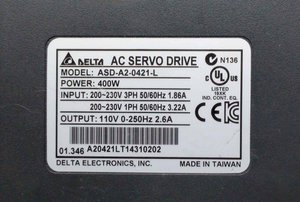 DELTA AC SERVO DRIVE
N136
MODEL: ASD-A2-0421-L
POWER: 400W
INPUT: 200~230V 3PH 50/60Hz 1.86A
200~230V 1PH 50/60Hz 3.22A
OUTPUT: 110V 0-250Hz 2.6A
LISTED
IND. CONT. EQ.
01.346 A20421LT14310202
DELTA ELECTRONICS, INC.
MADE IN TAIWAN